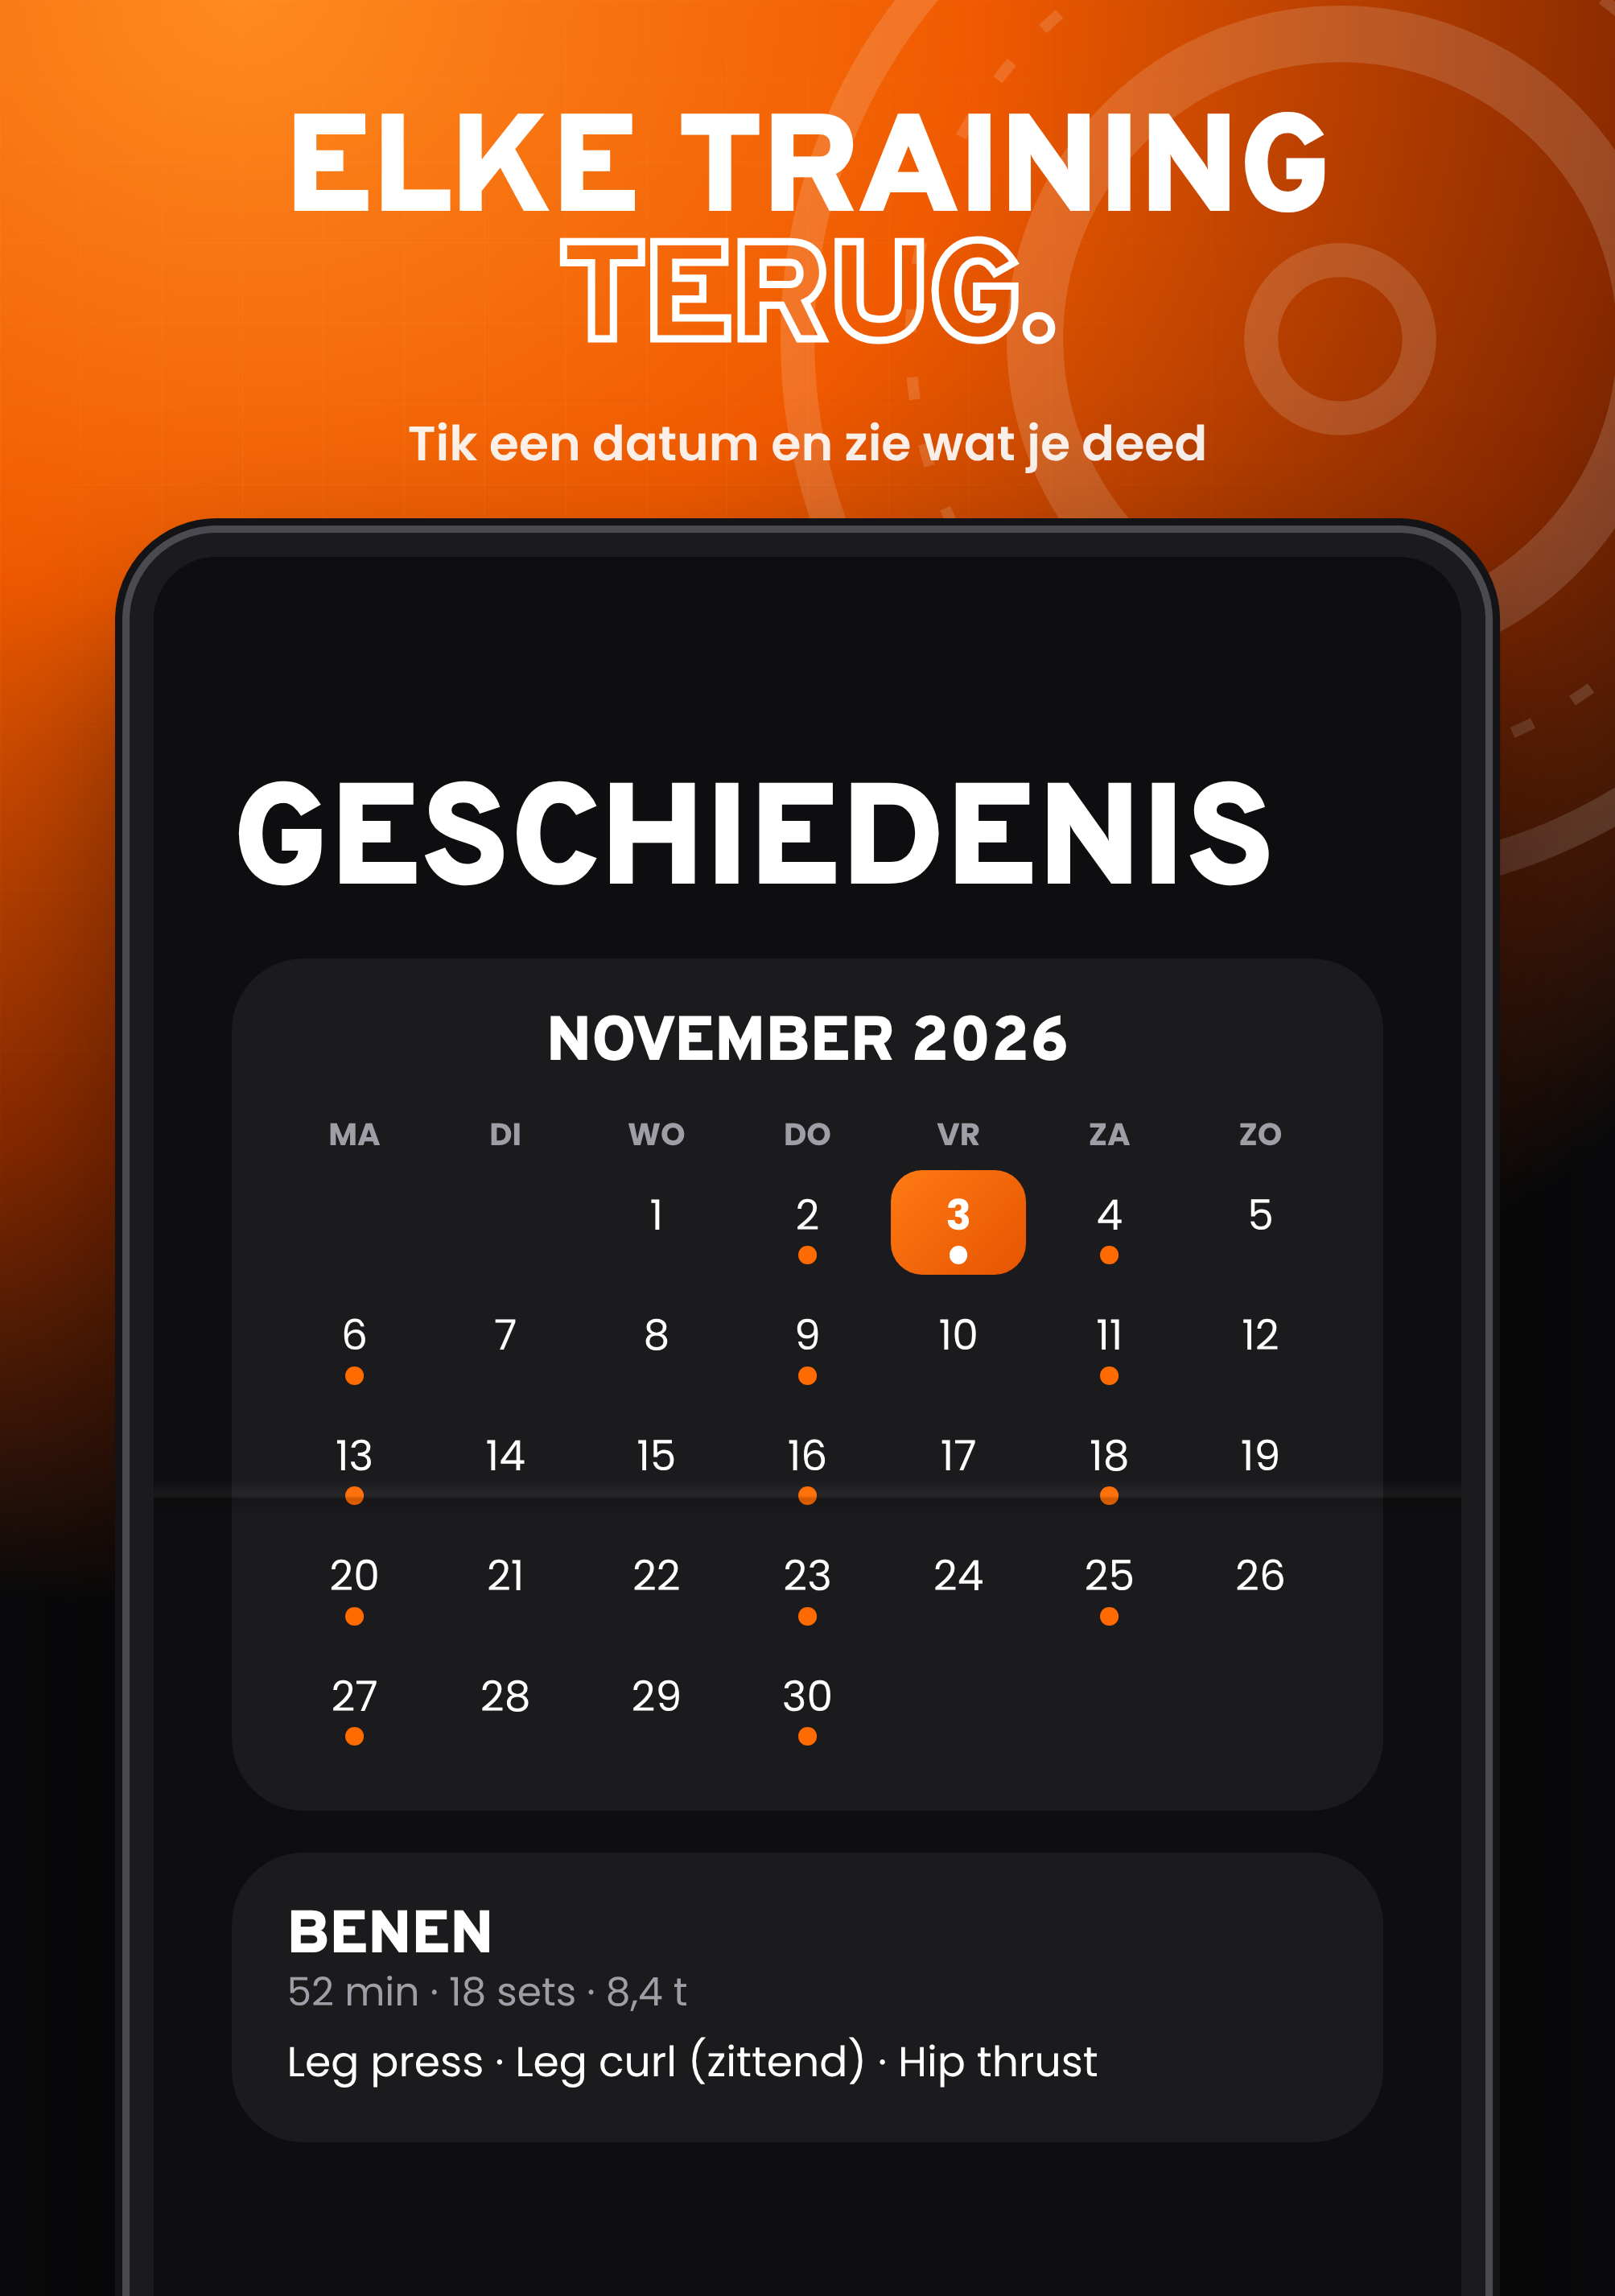 ELKE TRAINING
TERUG.
Tik een datum en zie wat je deed
GESCHIEDENIS
NOVEMBER 2026
MA DI WO DO VR ZA ZO
1 2 3 4 5
6 7 8 9 10 11 12
13 14 15 16 17 18 19
20 21 22 23 24 25 26
27 28 29 30
BENEN
52 min · 18 sets · 8,4 t
Leg press · Leg curl (zittend) · Hip thrust